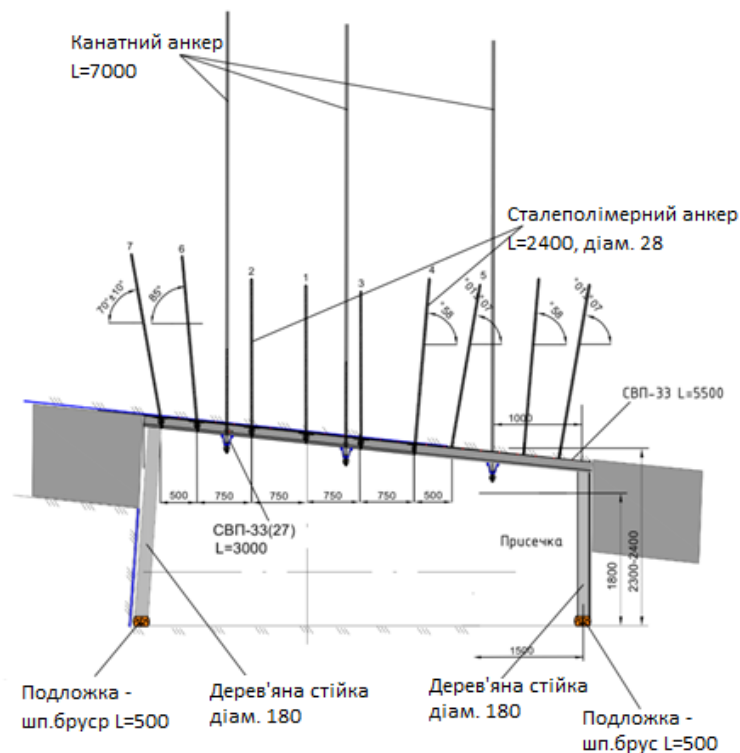 Канатний анкер
L=7000
Сталеполімерний анкер
L=2400, діам. 28
7
6
2
1
3
4
5
70°±10°
85°
85°
70°±10°
85°
70°±10°
СВП-33 L=5500
1000
500
750
750
750
750
500
СВП-33(27)
L=3000
Присечка
1800
2300-2400
1500
Подложка -
шп.бруср L=500
Дерев'яна стійка
діам. 180
Дерев'яна стійка
діам. 180
Подложка -
шп.брус L=500